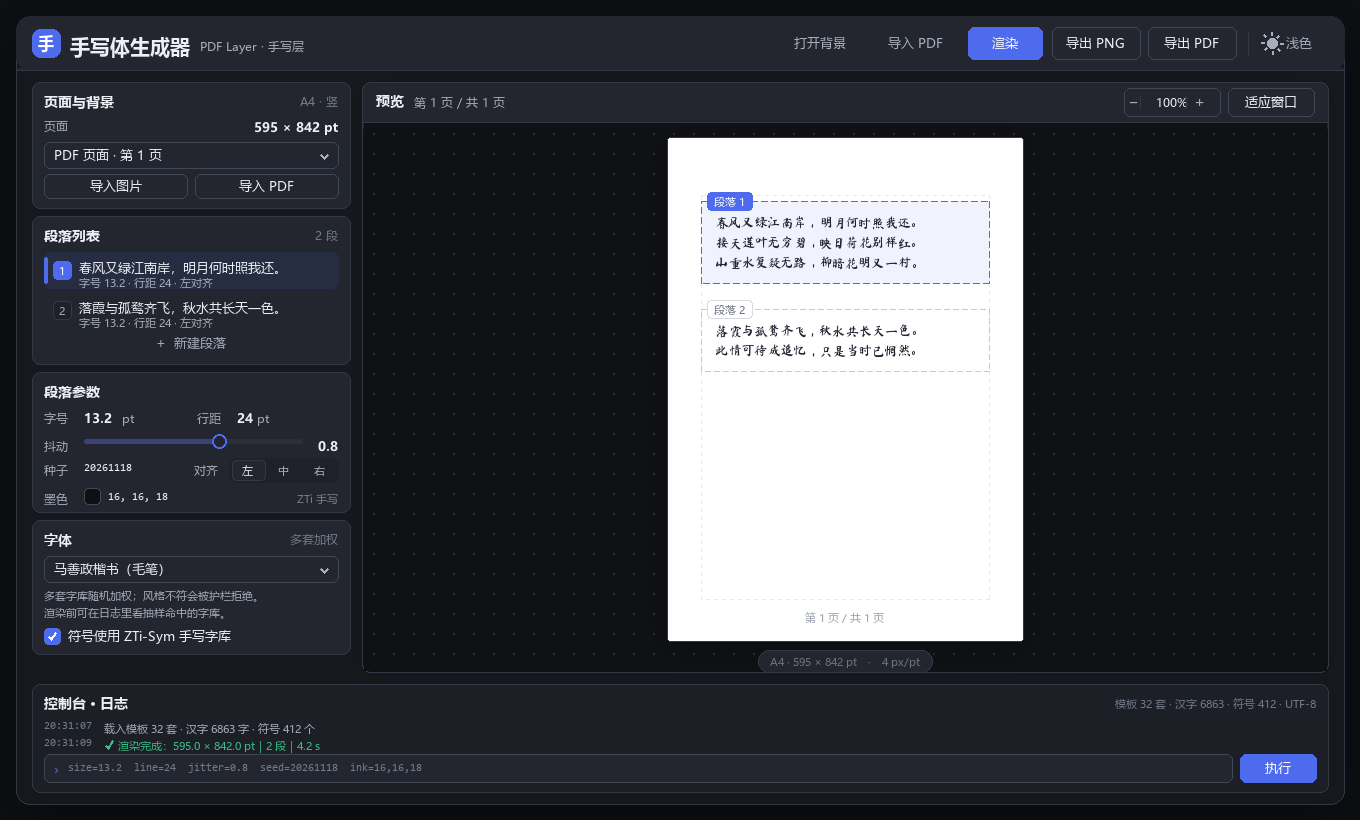 手 手写体生成器 PDF Layer · 手写层
打开背景 导入 PDF 渲染 导出 PNG 导出 PDF 浅色
页面与背景 A4 · 竖
页面 595 × 842 pt
PDF 页面 · 第 1 页
导入图片 导入 PDF
段落列表 2 段
1 春风又绿江南岸，明月何时照我还。
字号 13.2 · 行距 24 · 左对齐
2 落霞与孤鹜齐飞，秋水共长天一色。
字号 13.2 · 行距 24 · 左对齐
+ 新建段落
段落参数
字号 13.2 pt 行距 24 pt
抖动 0.8
种子 20261118 对齐 左 中 右
墨色 16, 16, 18 ZTi 手写
字体 多套加权
马善政楷书（毛笔）
多套字库随机加权；风格不符会被护栏拒绝。
渲染前可在日志里看抽样命中的字库。
符号使用 ZTi-Sym 手写字库
预览 第 1 页 / 共 1 页
− 100% + 适应窗口
段落 1
春风又绿江南岸，明月何时照我还。
接天莲叶无穷碧，映日荷花别样红。
山重水复疑无路，柳暗花明又一村。
段落 2
落霞与孤鹜齐飞，秋水共长天一色。
此情可待成追忆，只是当时已惘然。
第 1 页 / 共 1 页
A4 · 595 × 842 pt · 4 px/pt
控制台 • 日志 模板 32 套 · 汉字 6863 · 符号 412 · UTF-8
20:31:07 载入模板 32 套 · 汉字 6863 字 · 符号 412 个
20:31:09 ✓ 渲染完成：595.0 × 842.0 pt | 2 段 | 4.2 s
› size=13.2 line=24 jitter=0.8 seed=20261118 ink=16,16,18
执行